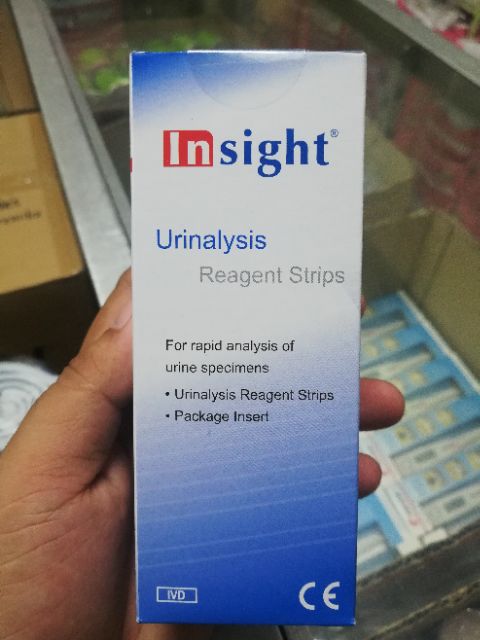 Insight®
Urinalysis
Reagent Strips
For rapid analysis of
urine specimens
• Urinalysis Reagent Strips
• Package Insert
IVD
CE